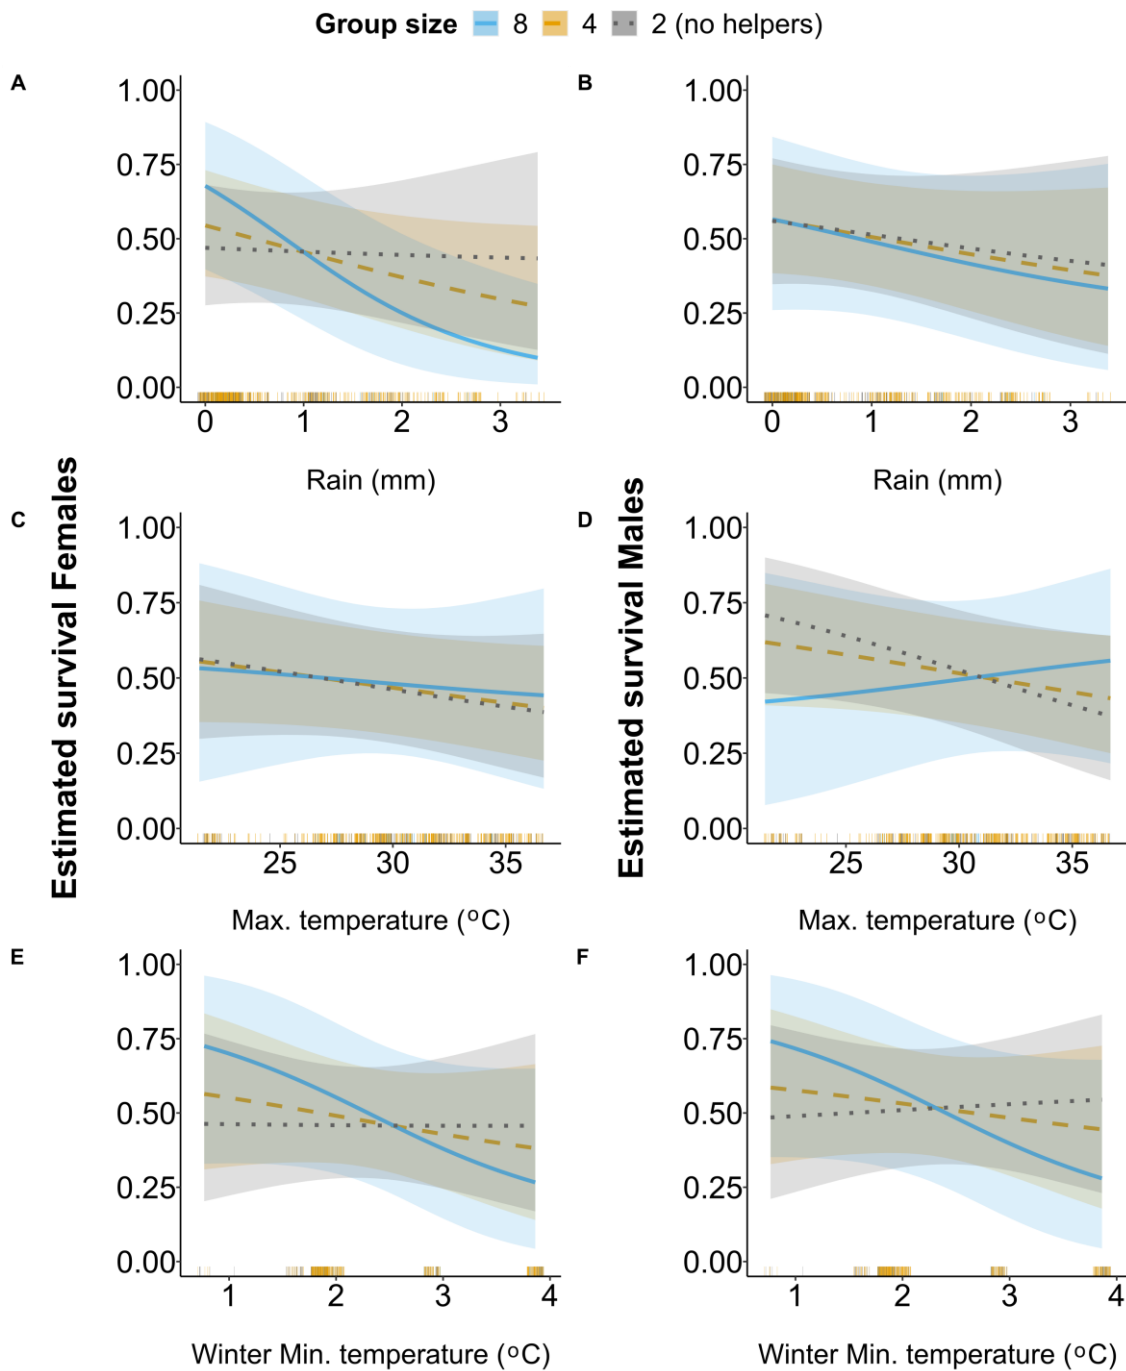 Group size 8 4 2 (no helpers)
A
1.00
0.75
0.50
0.25
0.00
0 1 2 3
Rain (mm)
B
1.00
0.75
0.50
0.25
0.00
0 1 2 3
Rain (mm)
Estimated survival Females
C
1.00
0.75
0.50
0.25
0.00
25 30 35
Max. temperature (°C)
Estimated survival Males
D
1.00
0.75
0.50
0.25
0.00
25 30 35
Max. temperature (°C)
E
1.00
0.75
0.50
0.25
0.00
1 2 3 4
Winter Min. temperature (°C)
F
1.00
0.75
0.50
0.25
0.00
1 2 3 4
Winter Min. temperature (°C)